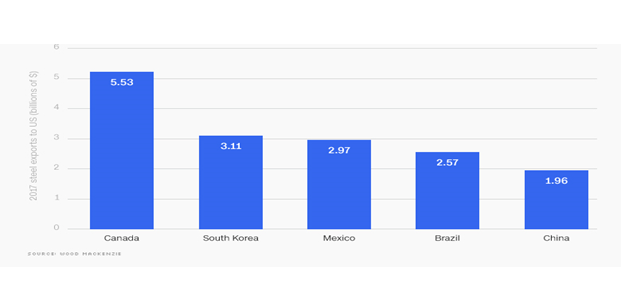 6
5
4
3
2
1
0
2017 steel exports to US (billions of $)
5.53
3.11
2.97
2.57
1.96
Canada
South Korea
Mexico
Brazil
China
SOURCE: WOOD MACKENZIE